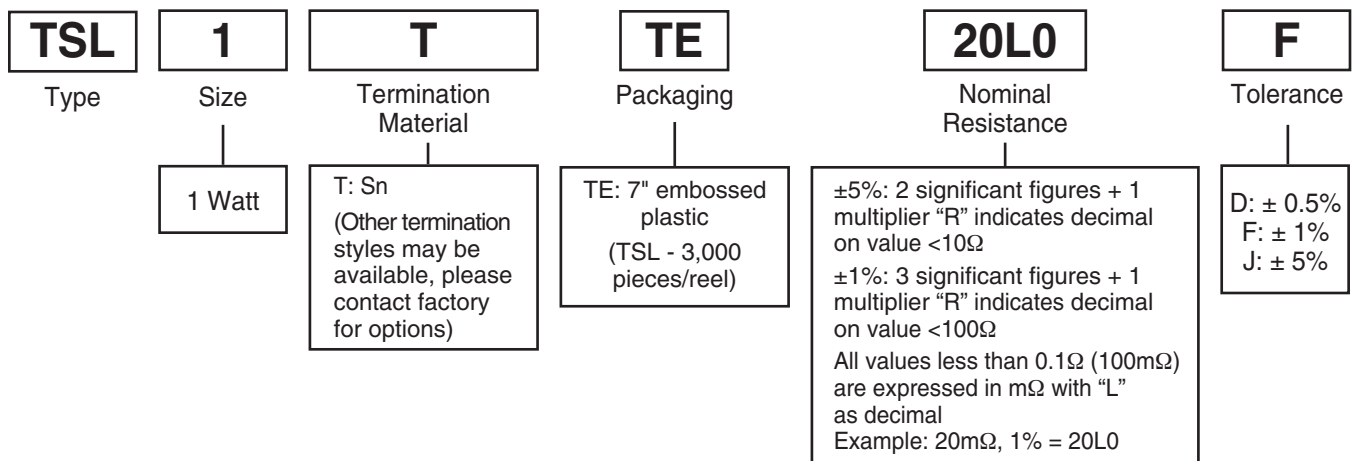 TSL 1 T TE 20L0 F
Type Size Termination Material Packaging Nominal Resistance Tolerance
1 Watt
T: Sn
(Other termination
styles may be
available, please
contact factory
for options)
TE: 7" embossed
plastic
(TSL - 3,000
pieces/reel)
±5%: 2 significant figures + 1
multiplier “R” indicates decimal
on value <10Ω
±1%: 3 significant figures + 1
multiplier “R” indicates decimal
on value <100Ω
All values less than 0.1Ω (100mΩ)
are expressed in mΩ with “L”
as decimal
Example: 20mΩ, 1% = 20L0
D: ± 0.5%
F: ± 1%
J: ± 5%